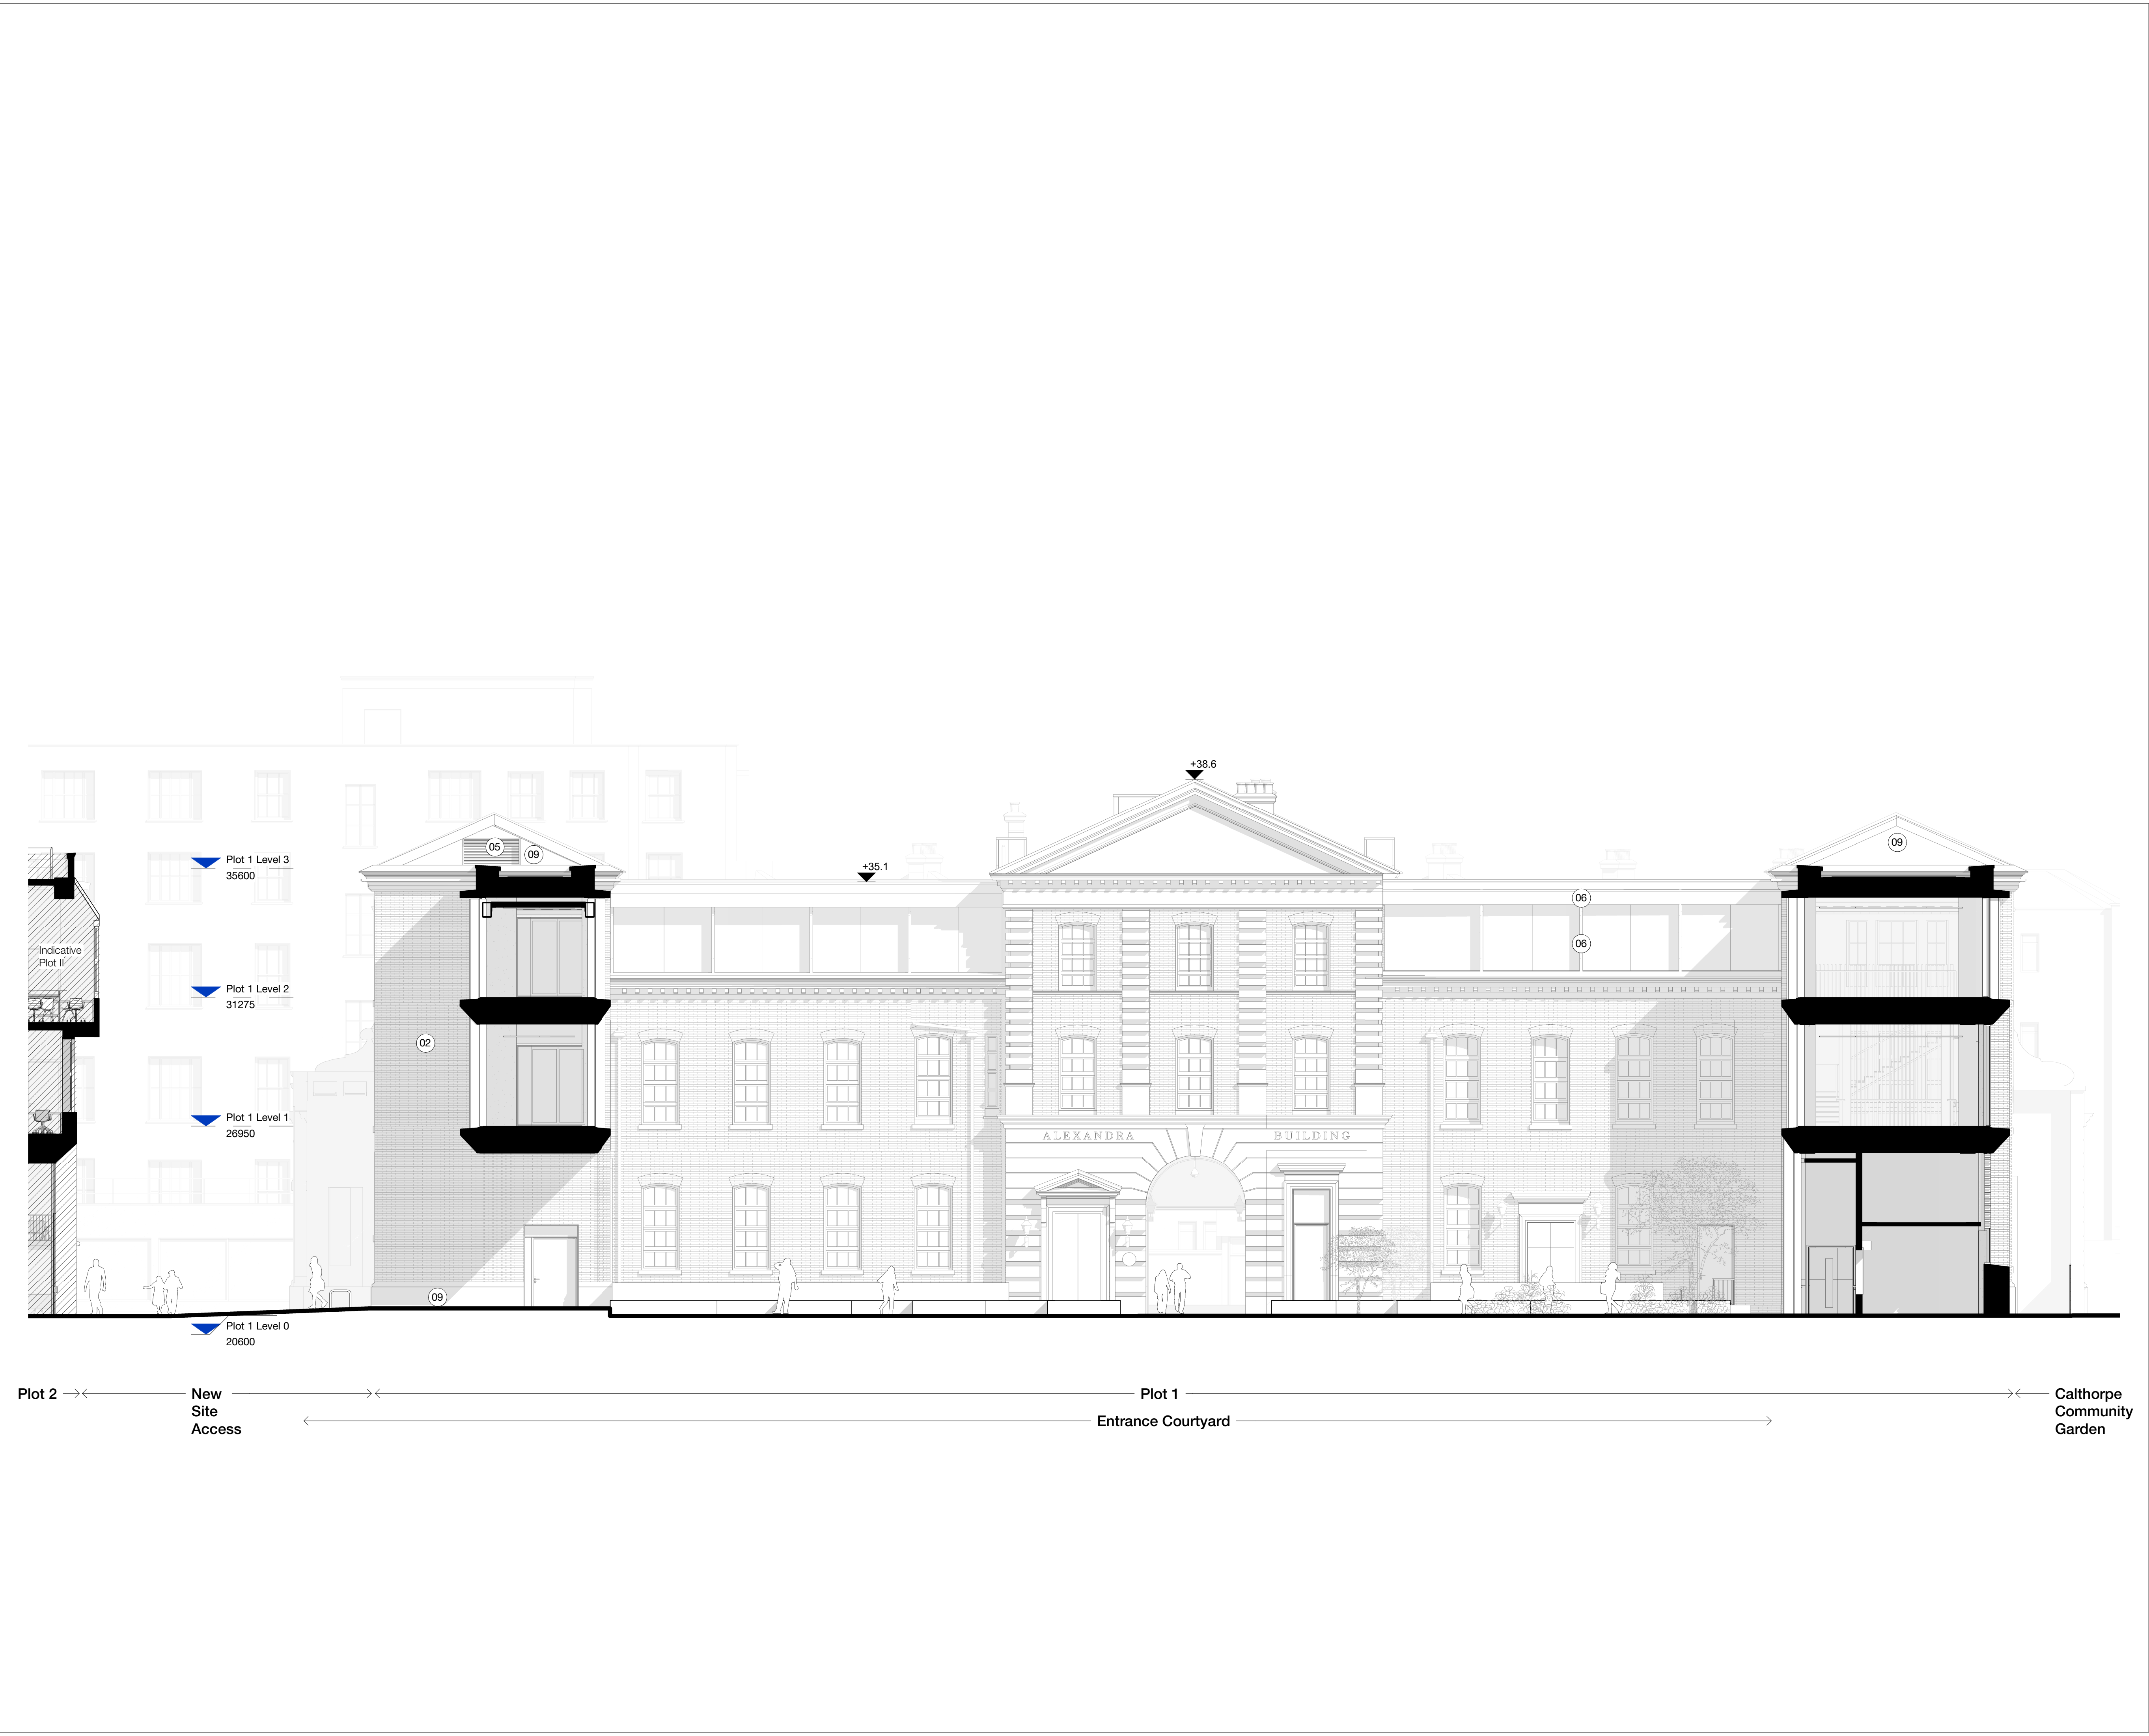 +38.6
05
09
09
Plot 1 Level 3
35600
+35.1
06
06
Indicative
Plot II
Plot 1 Level 2
31275
02
Plot 1 Level 1
26950
ALEXANDRA BUILDING
09
Plot 1 Level 0
20600
Plot 2
New
Site
Access
Plot 1
Calthorpe
Community
Garden
Entrance Courtyard